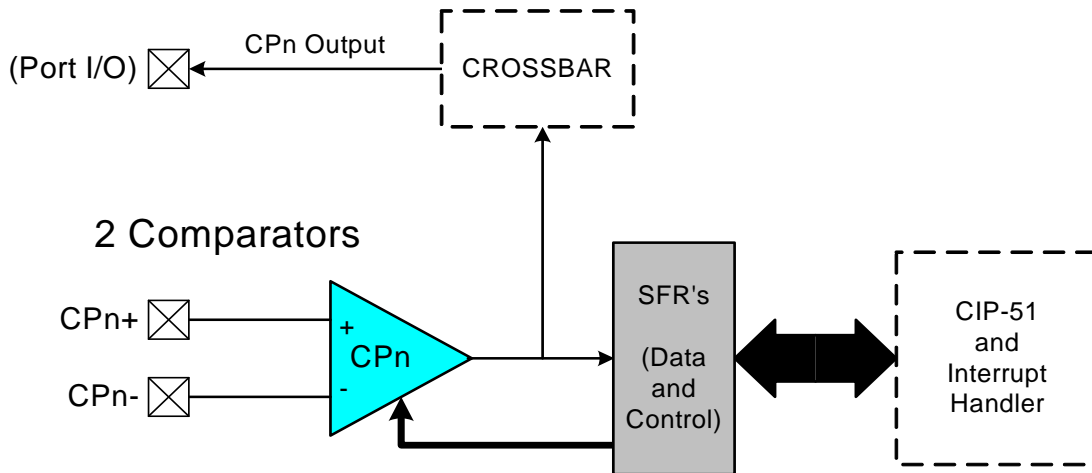 CPn Output
(Port I/O)
CROSSBAR
2 Comparators
CPn+
+
CPn
CPn-
-
SFR's
(Data
and
Control)
CIP-51
and
Interrupt
Handler